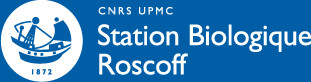 CNRS UPMC
Station Biologique
Roscoff
1872